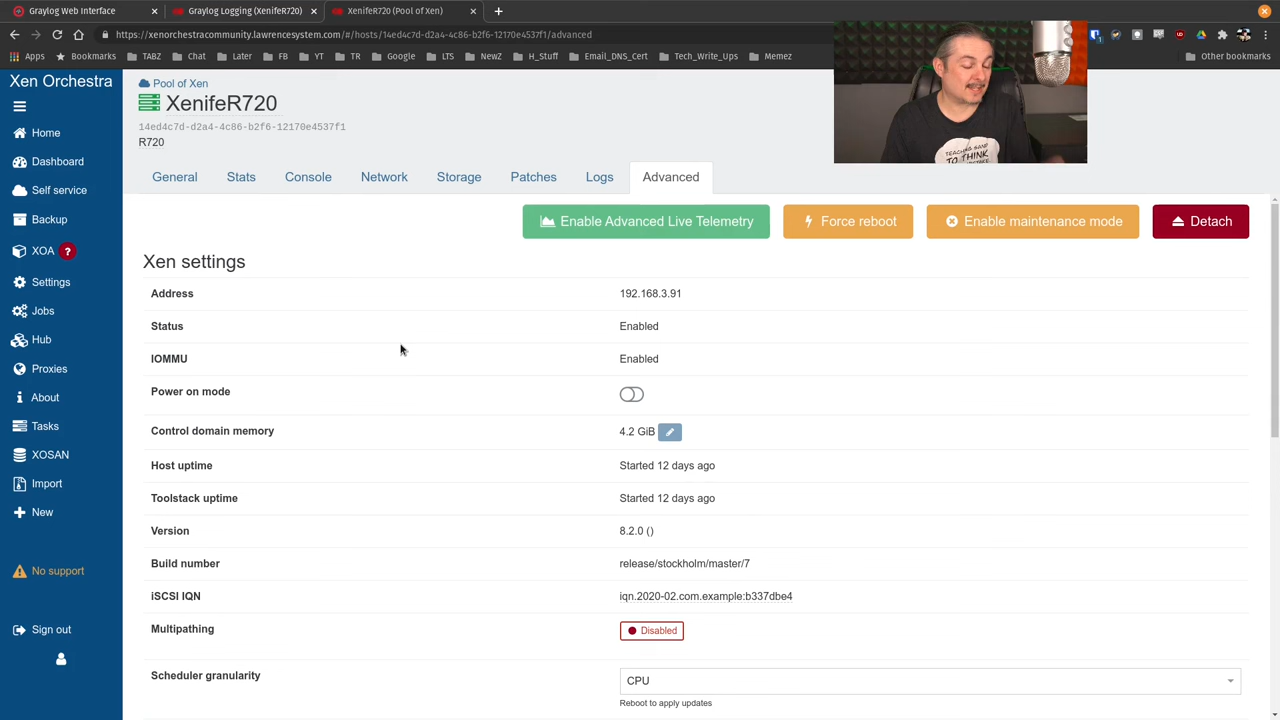 Graylog Web Interface
Graylog Logging (XenifeR720)
XenifeR720 (Pool of Xen)
https://xenorchestracommunity.lawrencesystem.com/#/hosts/14ed4c7d-d2a4-4c86-b2f6-12170e4537f1/advanced
Apps
Bookmarks
TABZ
Chat
Later
FB
YT
Google
LTS
NewZ
H_Stuff
Email_DNS_Cert
Tech_Write_Ups
Memez
Other bookmarks
TEACHING SAND
TO THINK
Xen Orchestra
Home
Dashboard
Self service
Backup
XOA ?
Settings
Jobs
Hub
Proxies
About
Tasks
XOSAN
Import
New
No support
Sign out
Pool of Xen
XenifeR720
14ed4c7d-d2a4-4c86-b2f6-12170e4537f1
R720
General
Stats
Console
Network
Storage
Patches
Logs
Advanced
Enable Advanced Live Telemetry
Force reboot
Enable maintenance mode
Detach
Xen settings
Address 192.168.3.91
Status Enabled
IOMMU Enabled
Power on mode
Control domain memory 4.2 GiB
Host uptime Started 12 days ago
Toolstack uptime Started 12 days ago
Version 8.2.0 ()
Build number release/stockholm/master/7
iSCSI IQN iqn.2020-02.com.example:b337dbe4
Multipathing Disabled
Scheduler granularity CPU
Reboot to apply updates